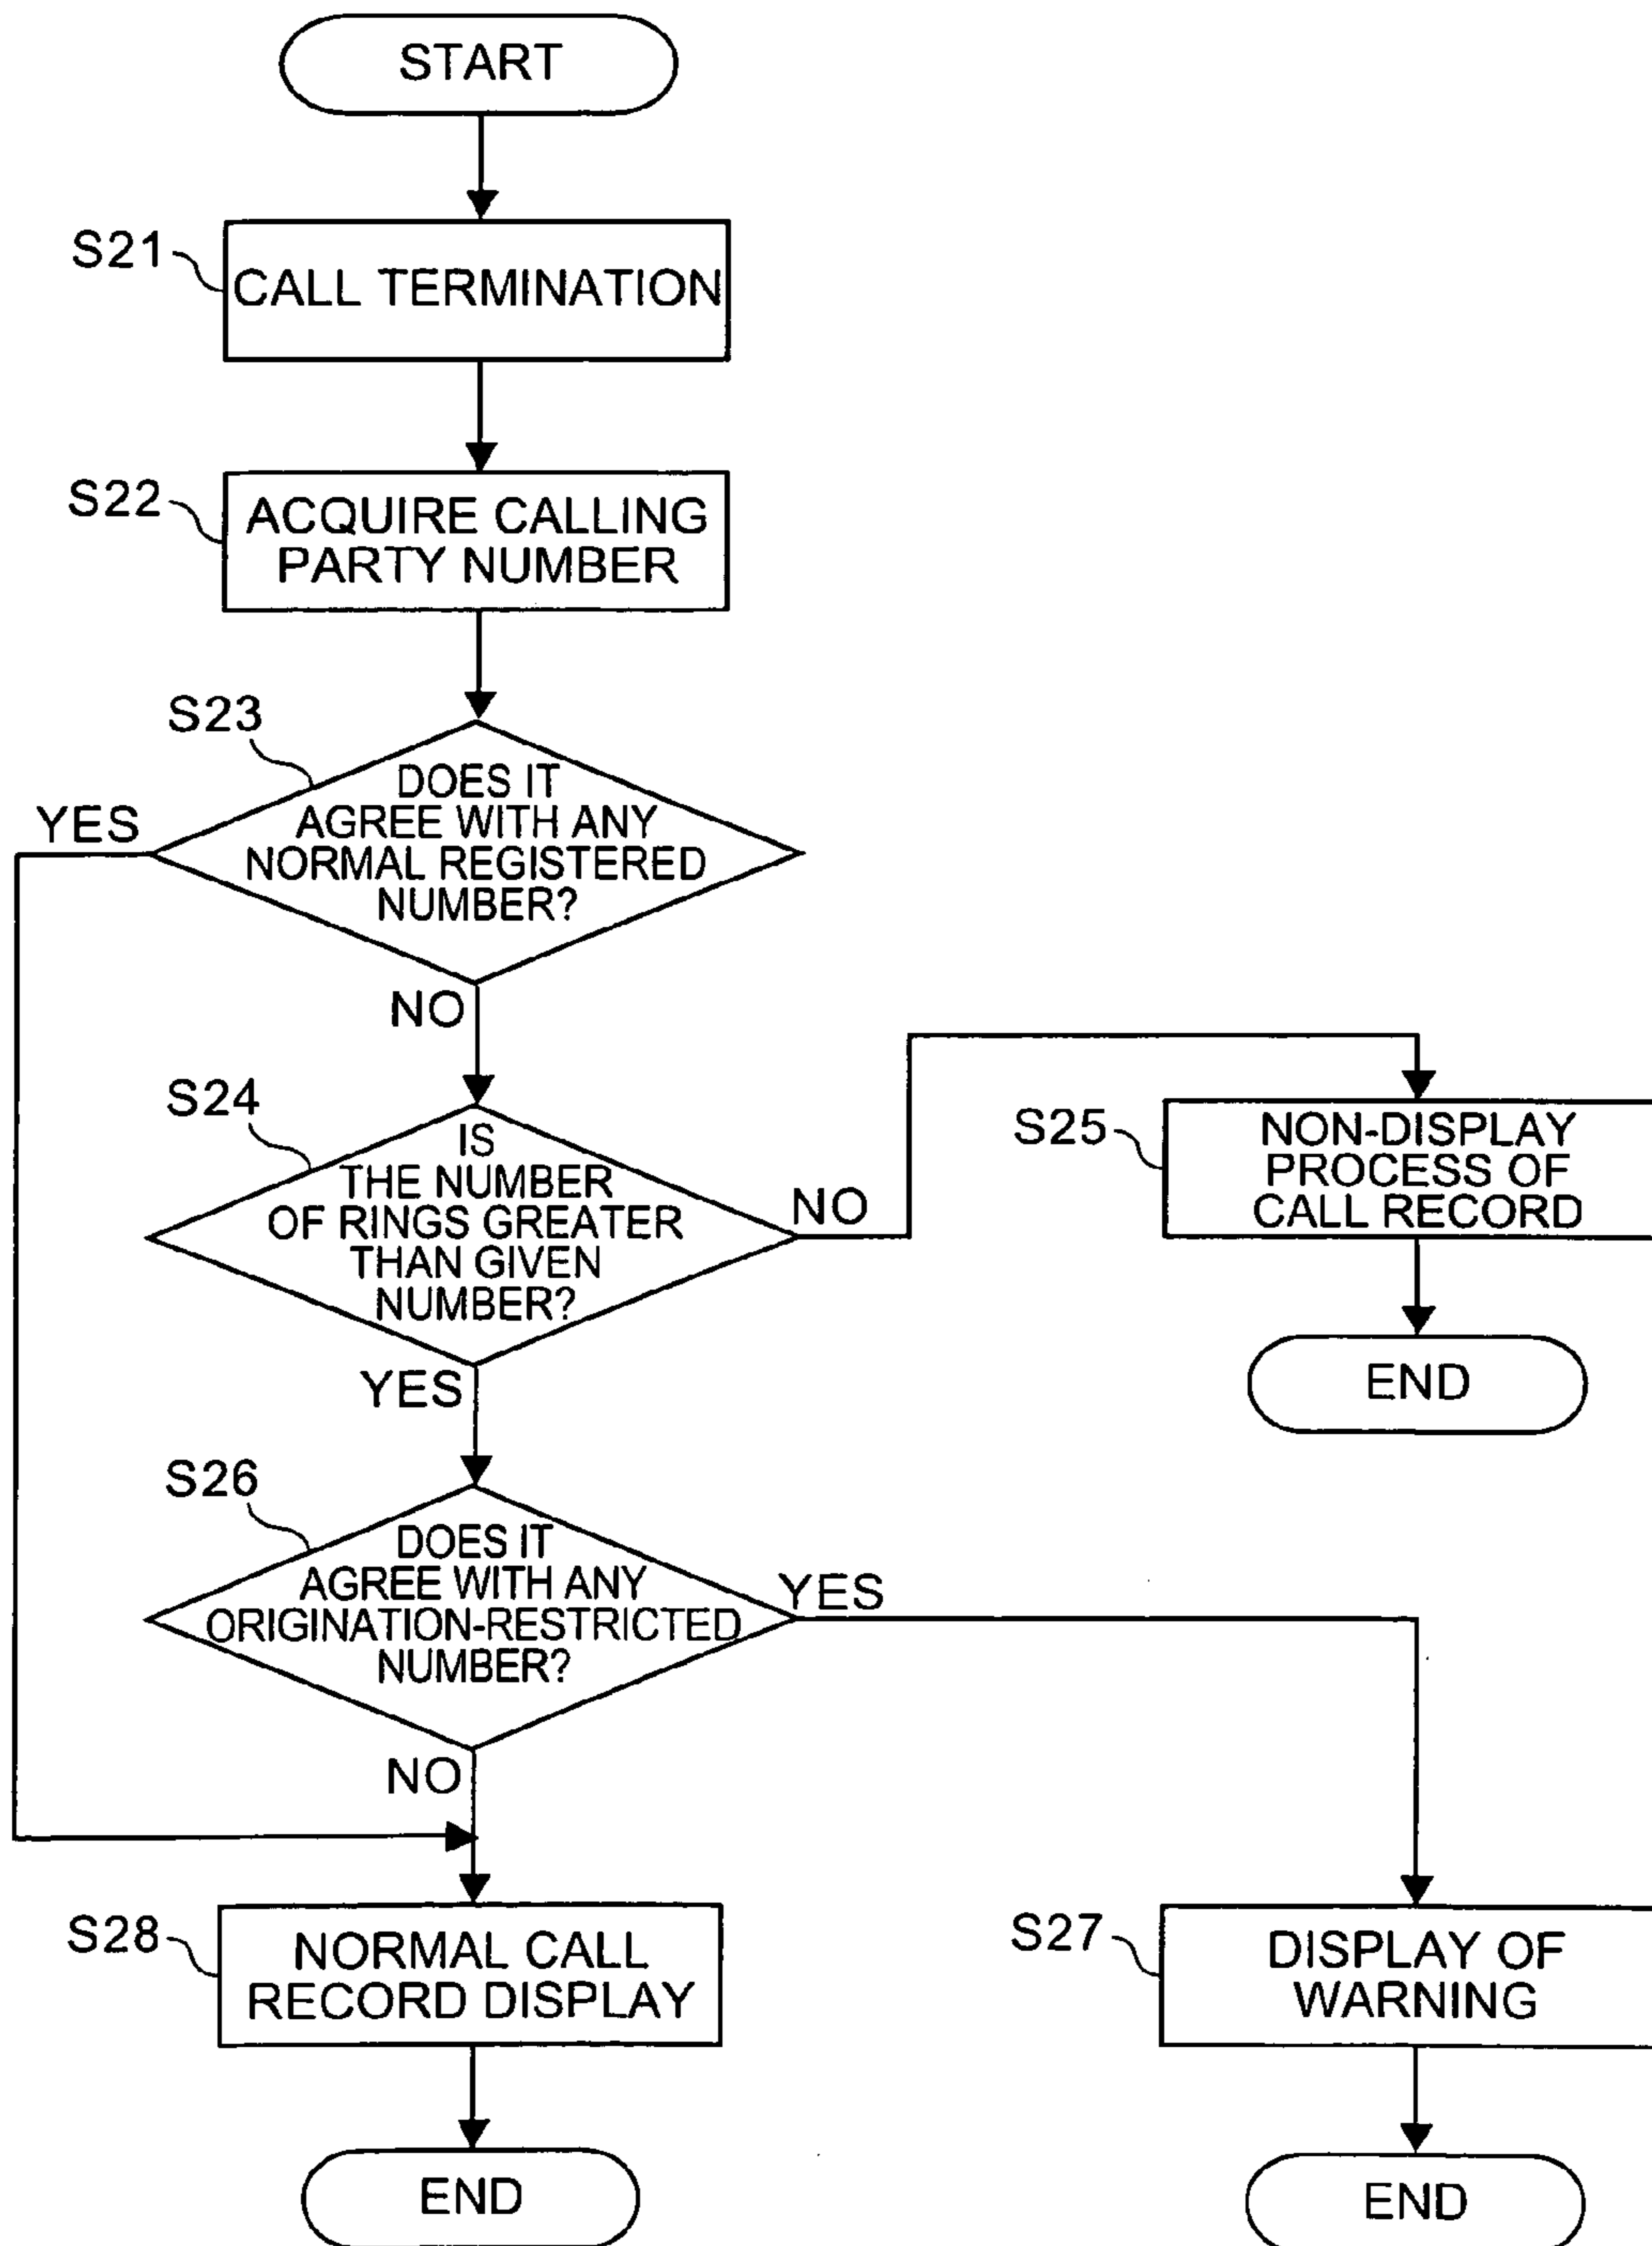 START
S21
CALL TERMINATION
S22
ACQUIRE CALLING
PARTY NUMBER
S23
DOES IT
AGREE WITH ANY
NORMAL REGISTERED
NUMBER?
YES
NO
S24
IS
THE NUMBER
OF RINGS GREATER
THAN GIVEN
NUMBER?
NO
S25
NON-DISPLAY
PROCESS OF
CALL RECORD
END
YES
S26
DOES IT
AGREE WITH ANY
ORIGINATION-RESTRICTED
NUMBER?
YES
NO
S28
NORMAL CALL
RECORD DISPLAY
S27
DISPLAY OF
WARNING
END
END